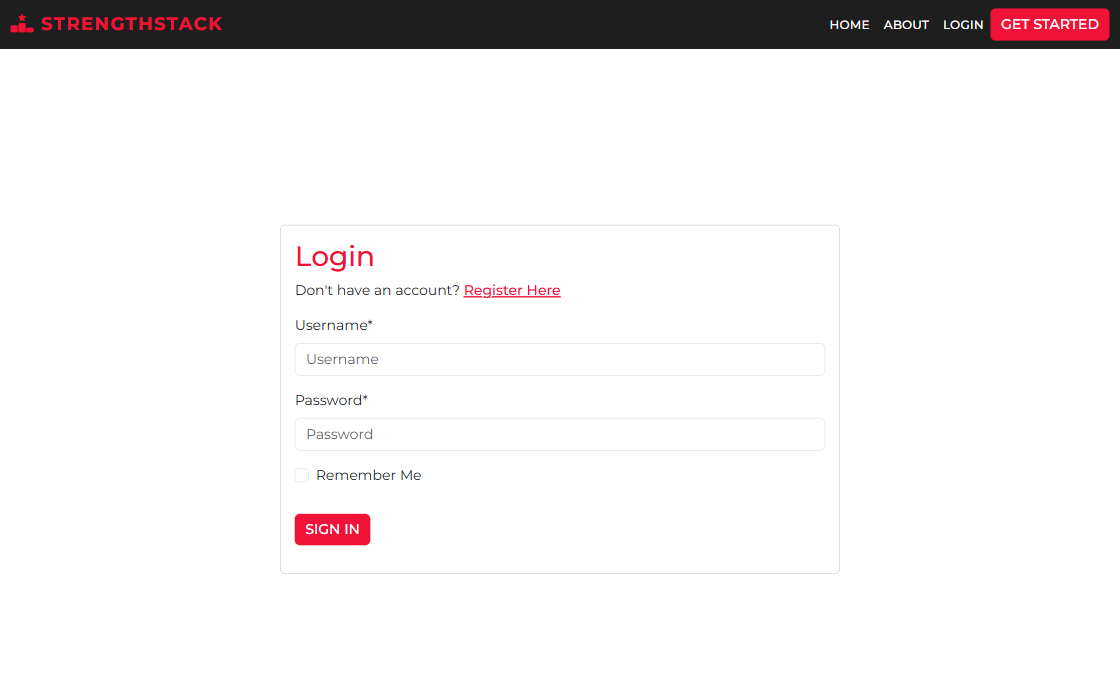 STRENGTHSTACK
HOME ABOUT LOGIN GET STARTED
Login
Don't have an account? Register Here
Username*
Username
Password*
Password
Remember Me
SIGN IN